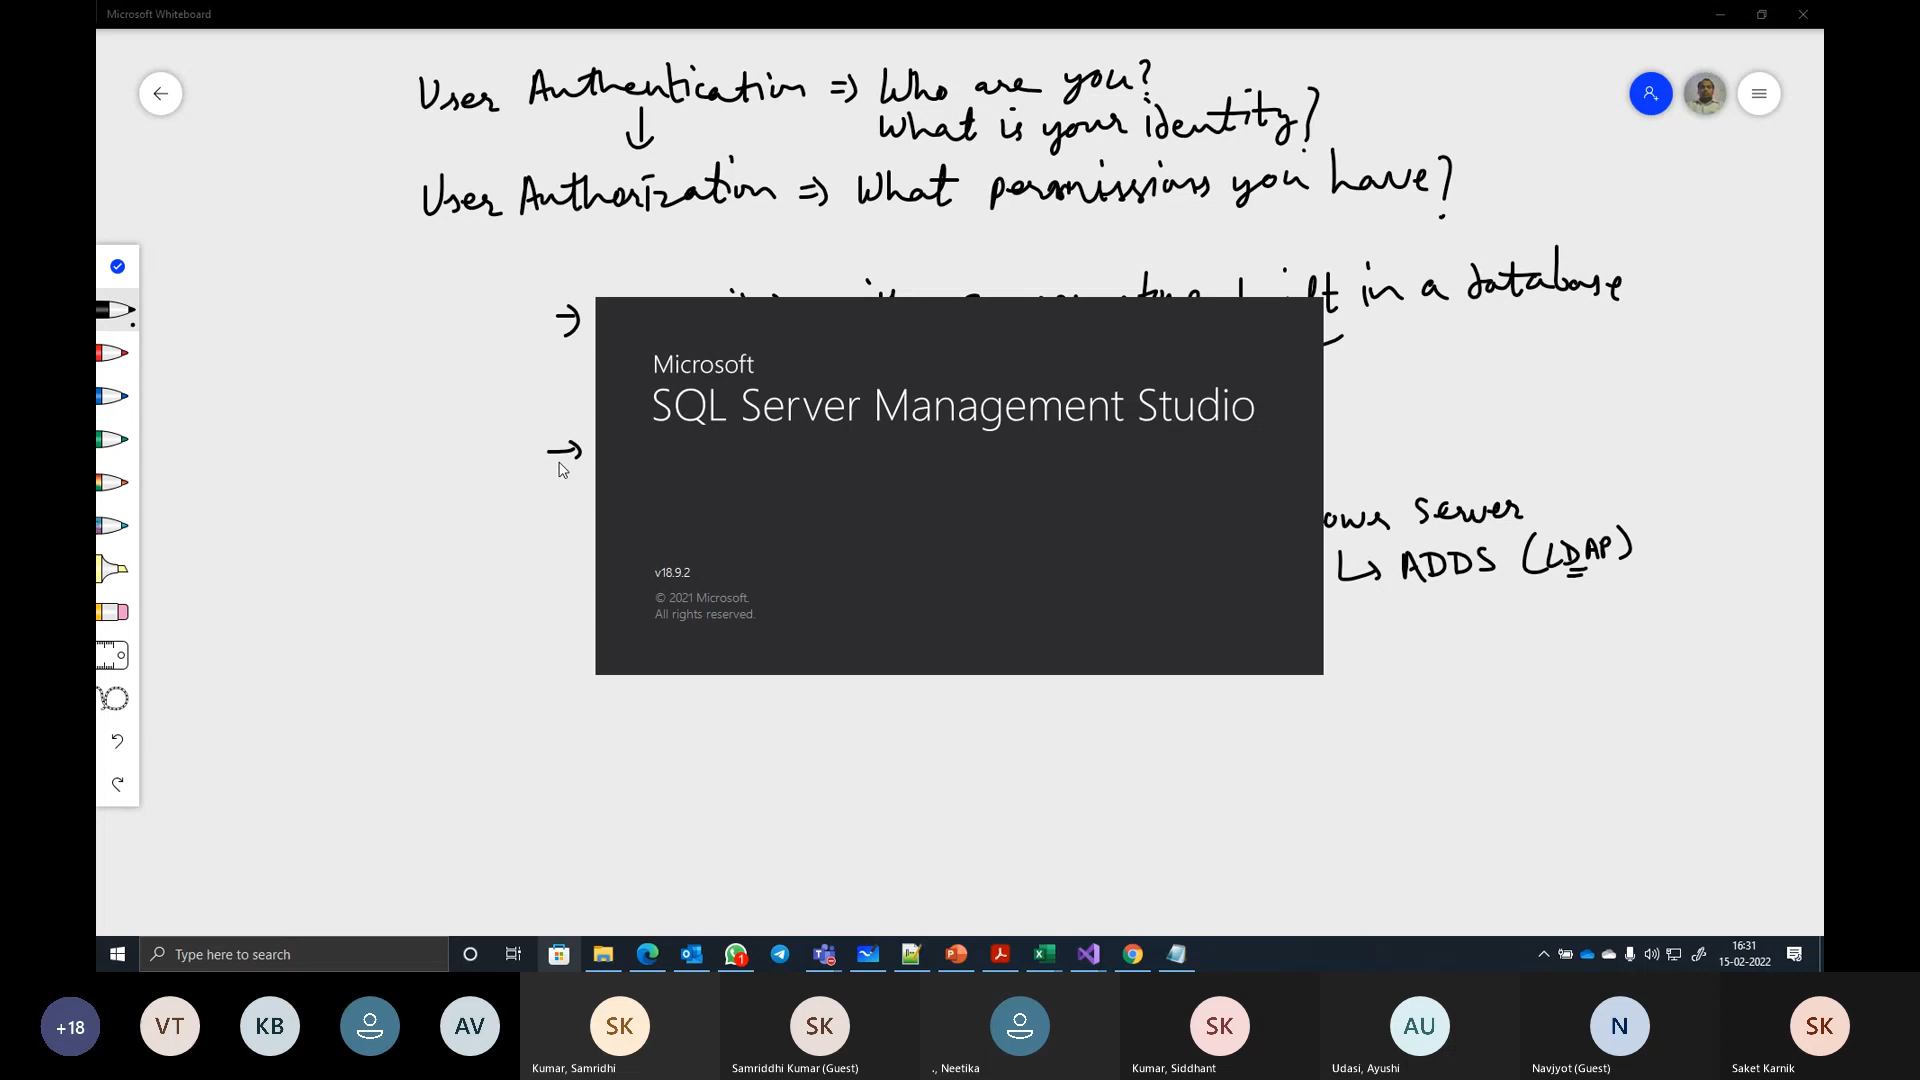 Microsoft Whiteboard
User Authentication => Who are you?
What is your identity?
User Authorization => What permissions you have?
in a database
Microsoft
SQL Server Management Studio
Server
ADDS (LDAP)
v18.9.2
© 2021 Microsoft.
All rights reserved.
Type here to search
1
16:31
15-02-2022
+18
VT
KB
AV
SK
SK
SK
AU
N
SK
Kumar, Samridhi
Samriddhi Kumar (Guest)
., Neetika
Kumar, Siddhant
Udasi, Ayushi
Navjyot (Guest)
Saket Karnik